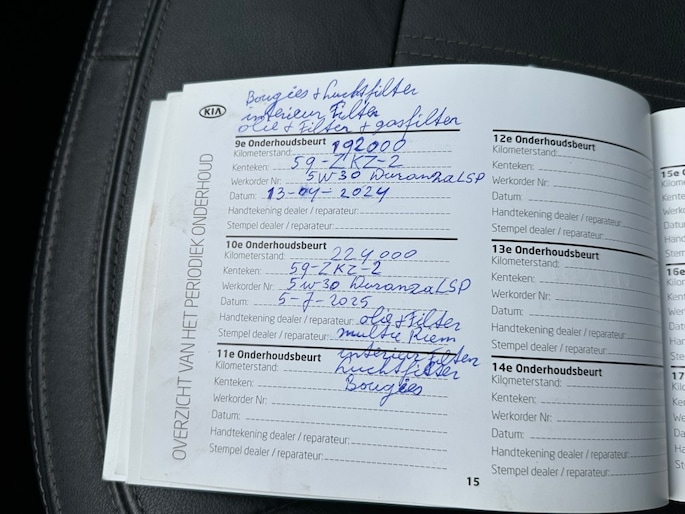 Bougies + Luchtfilter
interieur Filter
olie + Filter + gasfilter
KIA
OVERZICHT VAN HET PERIODIEK ONDERHOUD
9e Onderhoudsbeurt
Kilometerstand: 192000
Kenteken: 59-ZKZ-2
Werkorder Nr: 5W30 Duranza LSP
Datum: 13-04-2024
Handtekening dealer / reparateur:
Stempel dealer / reparateur:
10e Onderhoudsbeurt
Kilometerstand: 224000
Kenteken: 59-ZKZ-2
Werkorder Nr: 5W30 Duranza LSP
Datum: 5-7-2025
Handtekening dealer / reparateur: olie + Filter
Stempel dealer / reparateur: multie Riem
interieur Filter
11e Onderhoudsbeurt
Luchtfilter
Kilometerstand:
Bougies
Kenteken:
Werkorder Nr:
Datum:
Handtekening dealer / reparateur:
Stempel dealer / reparateur:
12e Onderhoudsbeurt
Kilometerstand:
Kenteken:
Werkorder Nr:
Datum:
Handtekening dealer / reparateur:
Stempel dealer / reparateur:
13e Onderhoudsbeurt
Kilometerstand:
Kenteken:
Werkorder Nr:
Datum:
Handtekening dealer / reparateur:
Stempel dealer / reparateur:
14e Onderhoudsbeurt
Kilometerstand:
Kenteken:
Werkorder Nr:
Datum:
Handtekening dealer / reparateur:
Stempel dealer / reparateur:
15
15e
16e
17